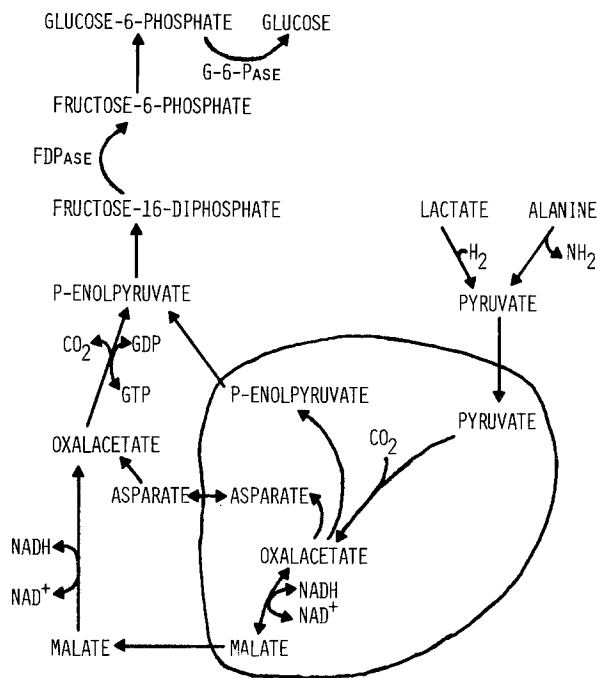 GLUCOSE-6-PHOSPHATE GLUCOSE
G-6-PASE
FRUCTOSE-6-PHOSPHATE
FDPASE
FRUCTOSE-16-DIPHOSPHATE
LACTATE ALANINE
H2 NH2
P-ENOLPYRUVATE
PYRUVATE
CO2 GDP
GTP
P-ENOLPYRUVATE
PYRUVATE
CO2
OXALACETATE
ASPARATE ASPARATE
OXALACETATE
NADH
NAD+
NADH
NAD+
MALATE MALATE